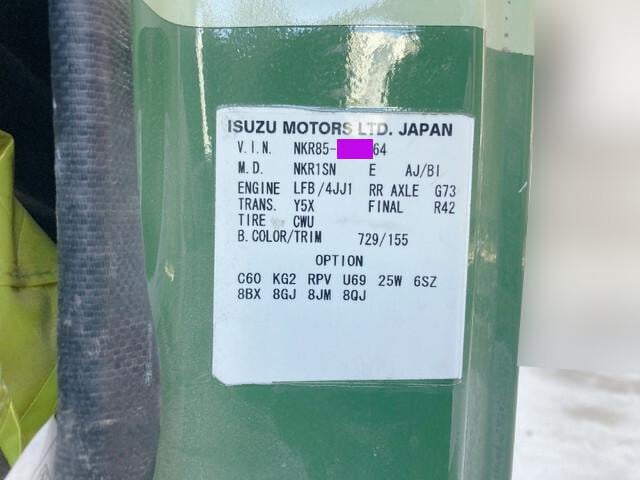 ISUZU MOTORS LTD. JAPAN
V.I.N. NKR85- 64
M.D. NKR1SN E AJ/BI
ENGINE LFB/4JJ1 RR AXLE G73
TRANS. Y5X FINAL R42
TIRE CWU
B.COLOR/TRIM 729/155
OPTION
C60 KG2 RPV U69 25W 6SZ
8BX 8GJ 8JM 8QJ